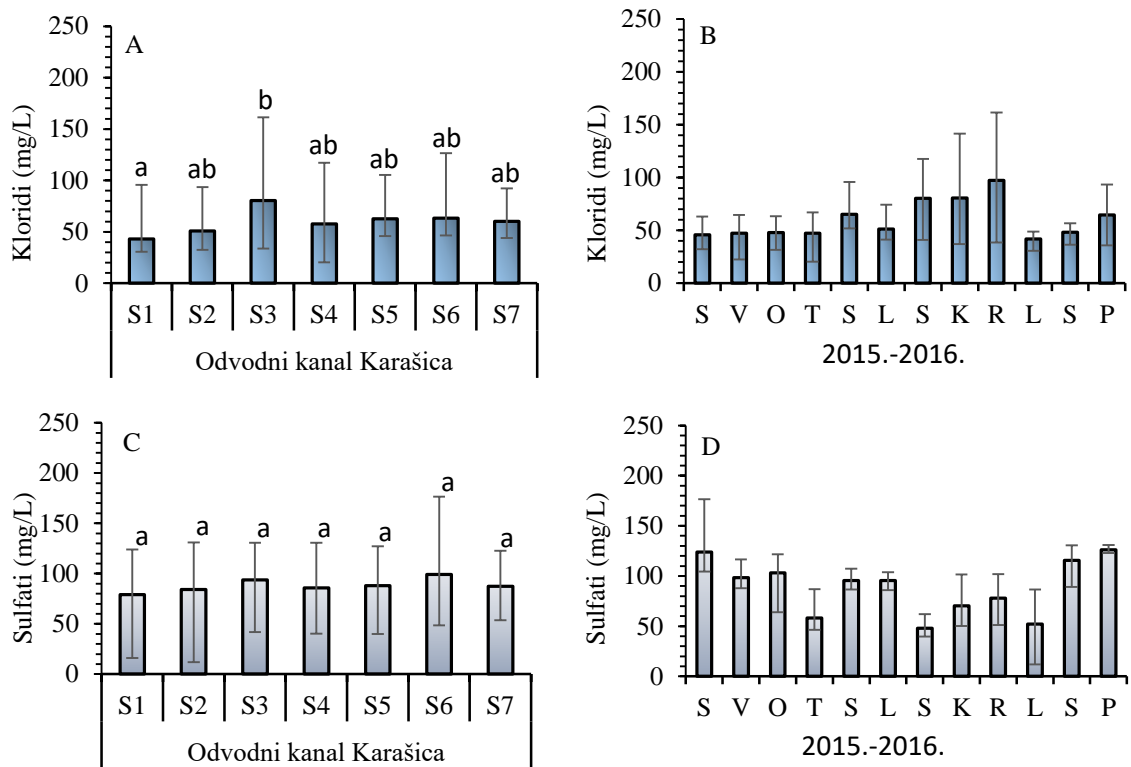 A
Kloridi (mg/L)
250
200
150
100
50
0
a ab b ab ab ab ab
S1 S2 S3 S4 S5 S6 S7
Odvodni kanal Karašica
B
Kloridi (mg/L)
250
200
150
100
50
0
S V O T S L S K R L S P
2015.-2016.
C
Sulfati (mg/L)
250
200
150
100
50
0
a a a a a a a
S1 S2 S3 S4 S5 S6 S7
Odvodni kanal Karašica
D
Sulfati (mg/L)
250
200
150
100
50
0
S V O T S L S K R L S P
2015.-2016.